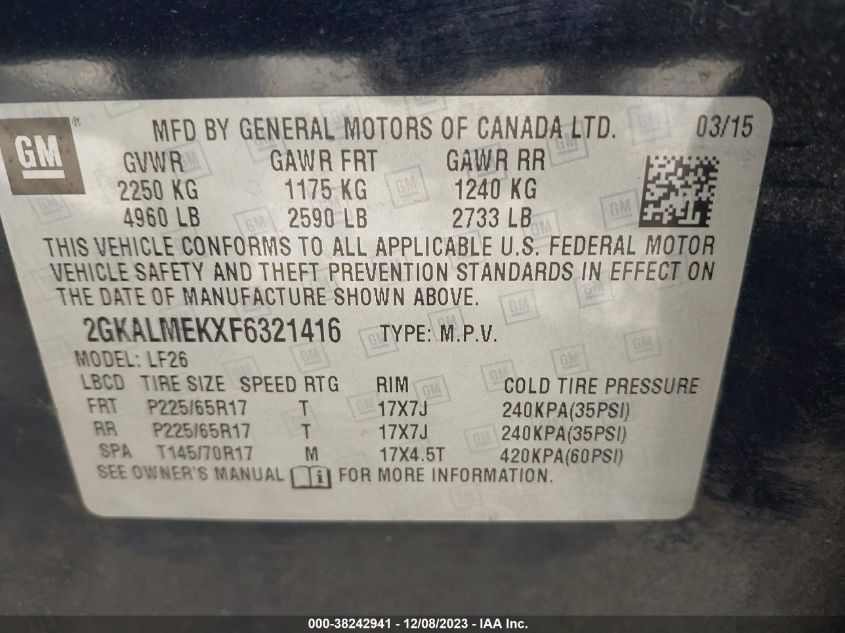 GM
MFD BY GENERAL MOTORS OF CANADA LTD. 03/15
GVWR GAWR FRT GAWR RR
2250 KG 1175 KG 1240 KG
4960 LB 2590 LB 2733 LB
THIS VEHICLE CONFORMS TO ALL APPLICABLE U.S. FEDERAL MOTOR
VEHICLE SAFETY AND THEFT PREVENTION STANDARDS IN EFFECT ON
THE DATE OF MANUFACTURE SHOWN ABOVE.
2GKALMEKXF6321416 TYPE: M.P.V.
MODEL: LF26
LBCD TIRE SIZE SPEED RTG RIM COLD TIRE PRESSURE
FRT P225/65R17 T 17X7J 240KPA(35PSI)
RR P225/65R17 T 17X7J 240KPA(35PSI)
SPA T145/70R17 M 17X4.5T 420KPA(60PSI)
SEE OWNER'S MANUAL i FOR MORE INFORMATION.
000-38242941 - 12/08/2023 - IAA Inc.